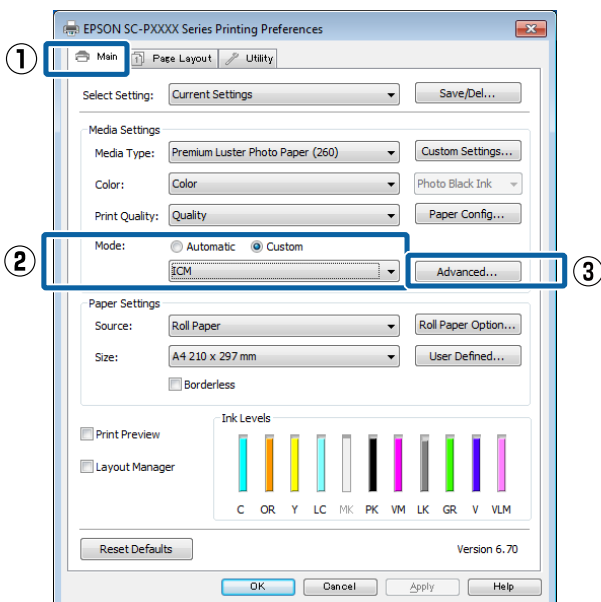 EPSON SC-PXXXX Series Printing Preferences
① Main Page Layout Utility
Select Setting: Current Settings Save/Del...
Media Settings
Media Type: Premium Luster Photo Paper (260) Custom Settings...
Color: Color Photo Black Ink
Print Quality: Quality Paper Config...
Mode: Automatic Custom
② ICM Advanced... ③
Paper Settings
Source: Roll Paper Roll Paper Option...
Size: A4 210 x 297 mm User Defined...
Borderless
Ink Levels
Print Preview
Layout Manager
C OR Y LC MK PK VM LK GR V VLM
Reset Defaults Version 6.70
OK Cancel Apply Help